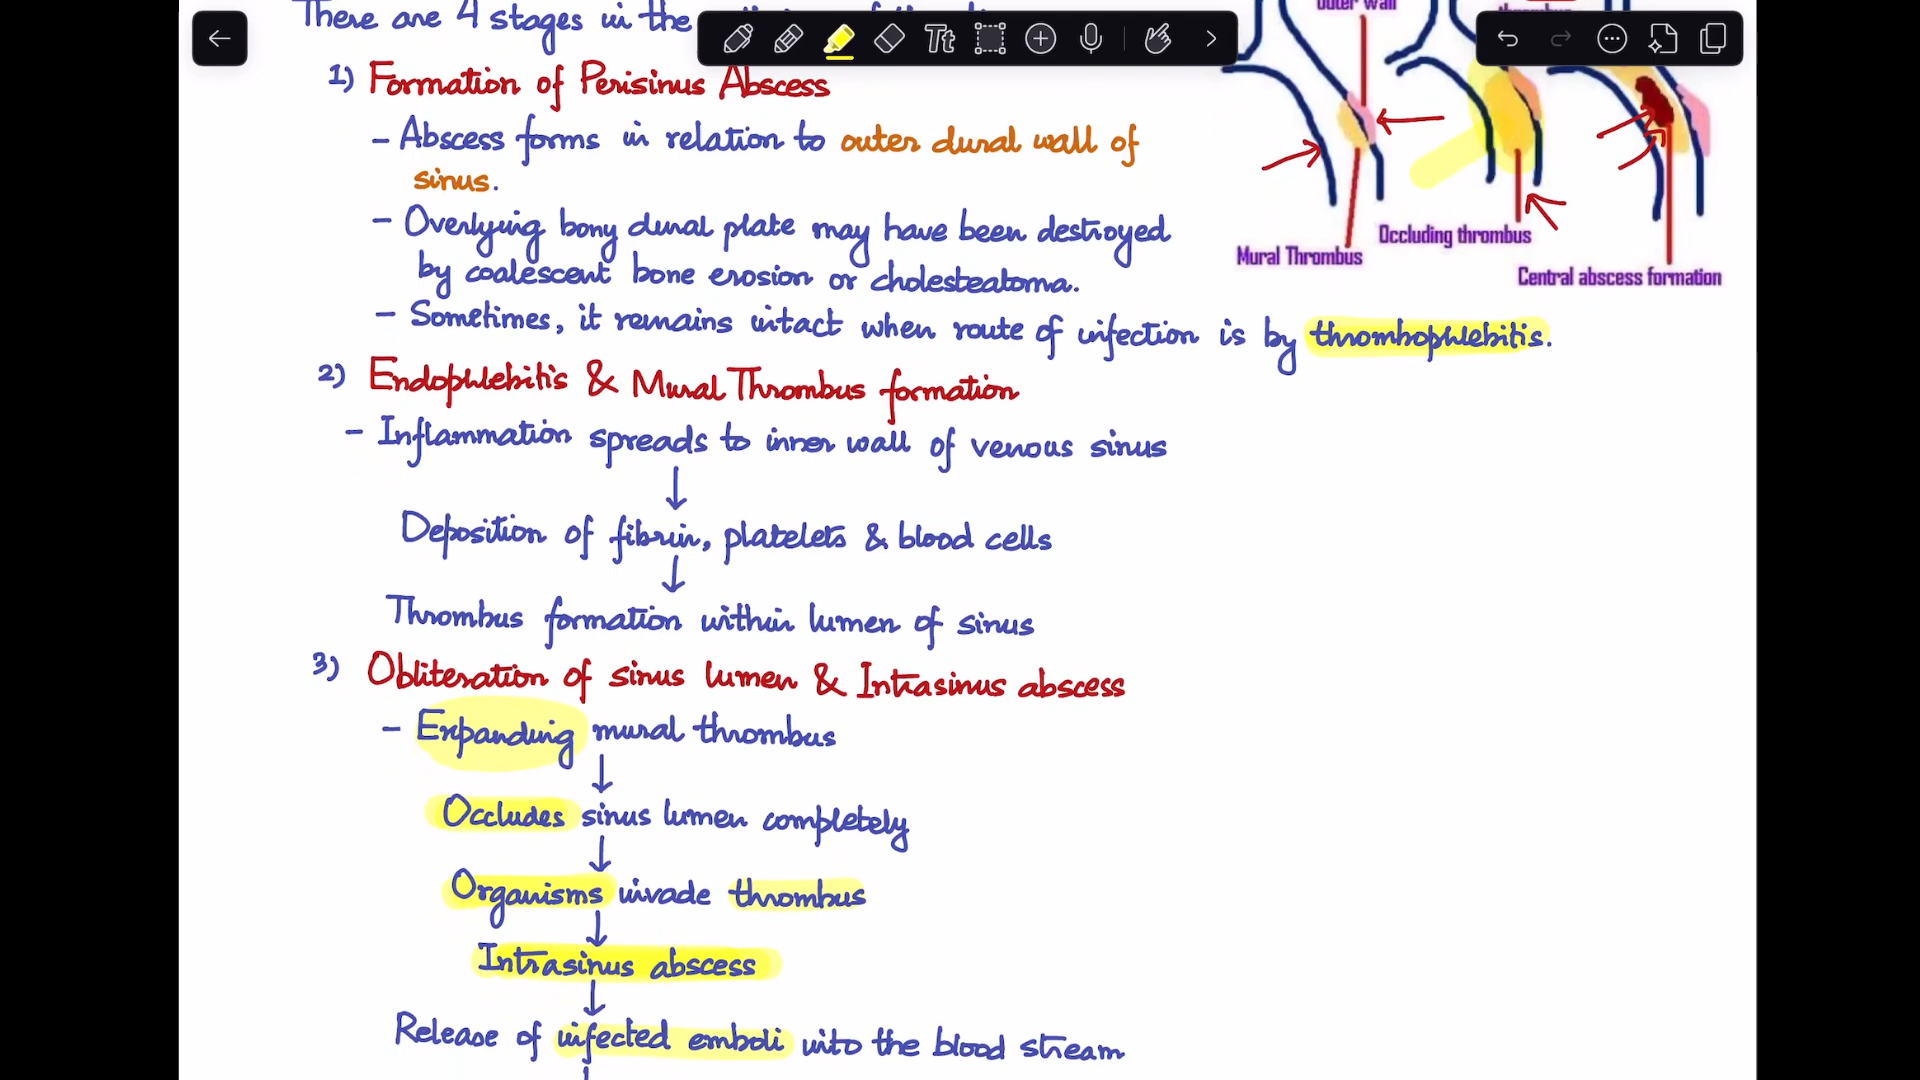 There are 4 stages in the
1) Formation of Perisinus Abscess
- Abscess forms in relation to outer dural wall of
sinus.
- Overlying bony dural plate may have been destroyed
by coalescent bone erosion or cholesteatoma.
- Sometimes, it remains intact when route of infection is by thrombophlebitis.
2) Endophlebitis & Mural Thrombus formation
- Inflammation spreads to inner wall of venous sinus
Deposition of fibrin, platelets & blood cells
Thrombus formation within lumen of sinus
3) Obliteration of sinus lumen & Intrasinus abscess
- Expanding mural thrombus
Occludes sinus lumen completely
Organisms invade thrombus
Intrasinus abscess
Release of infected emboli into the blood stream
Tt
outer wall
Mural Thrombus
Occluding thrombus
Central abscess formation